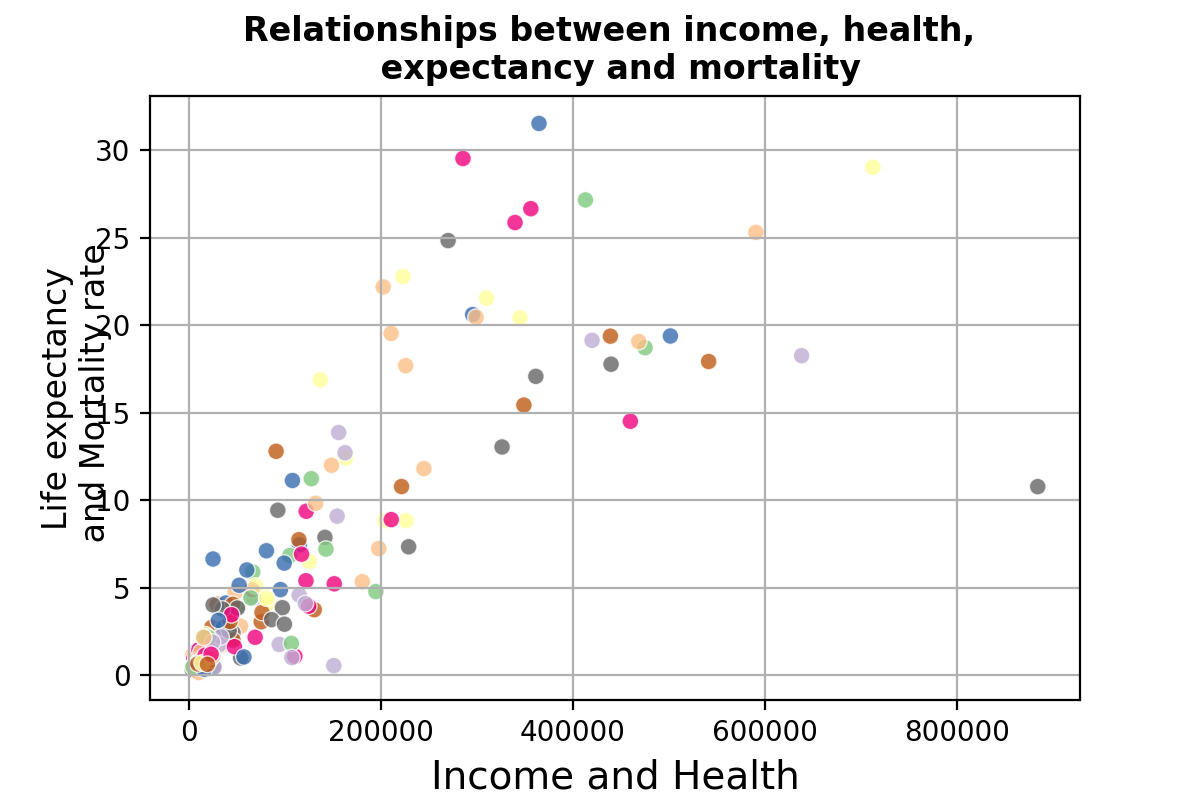 Relationships between income, health,
expectancy and mortality
30
25
20
15
10
5
0
Life expectancy
and Mortality rate
0 200000 400000 600000 800000
Income and Health